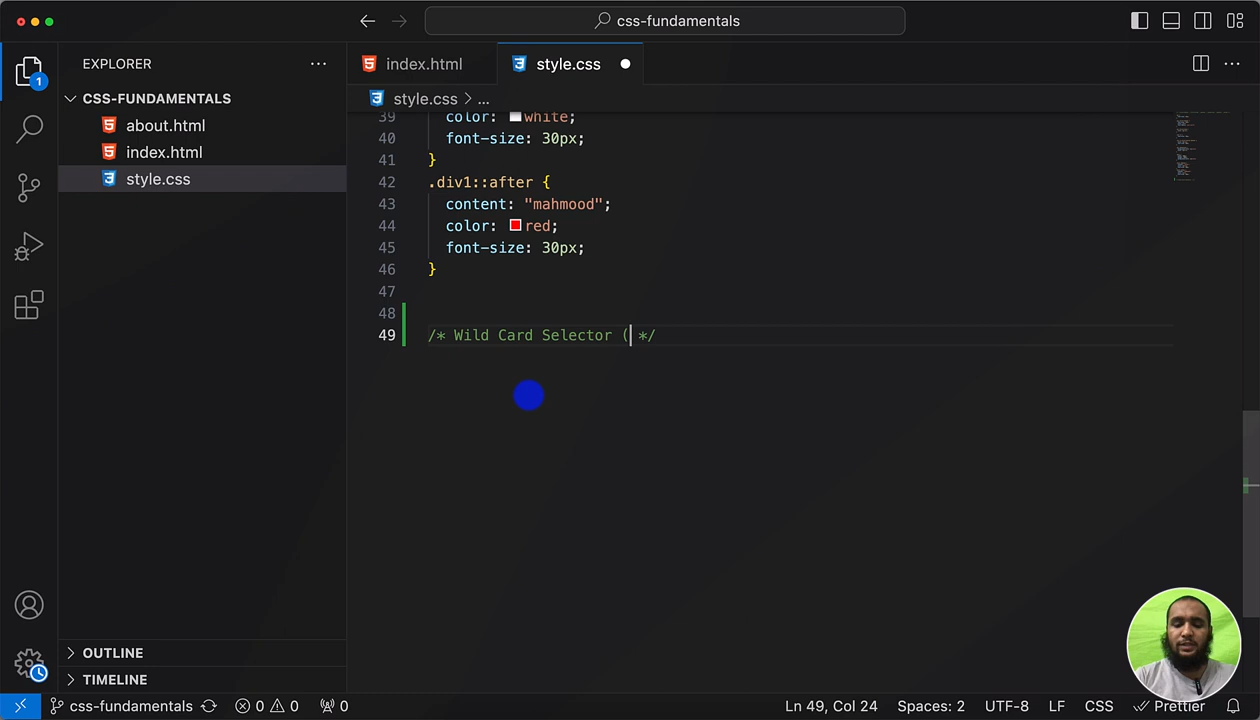 css-fundamentals
EXPLORER
index.html
style.css
CSS-FUNDAMENTALS
style.css > ...
about.html
index.html
style.css
39 color: white;
40 font-size: 30px;
41 }
42 .div1::after {
43 content: "mahmood";
44 color: red;
45 font-size: 30px;
46 }
47
48
49 /* Wild Card Selector ( */
1
OUTLINE
TIMELINE
css-fundamentals 0 0 0 Ln 49, Col 24 Spaces: 2 UTF-8 LF CSS Prettier